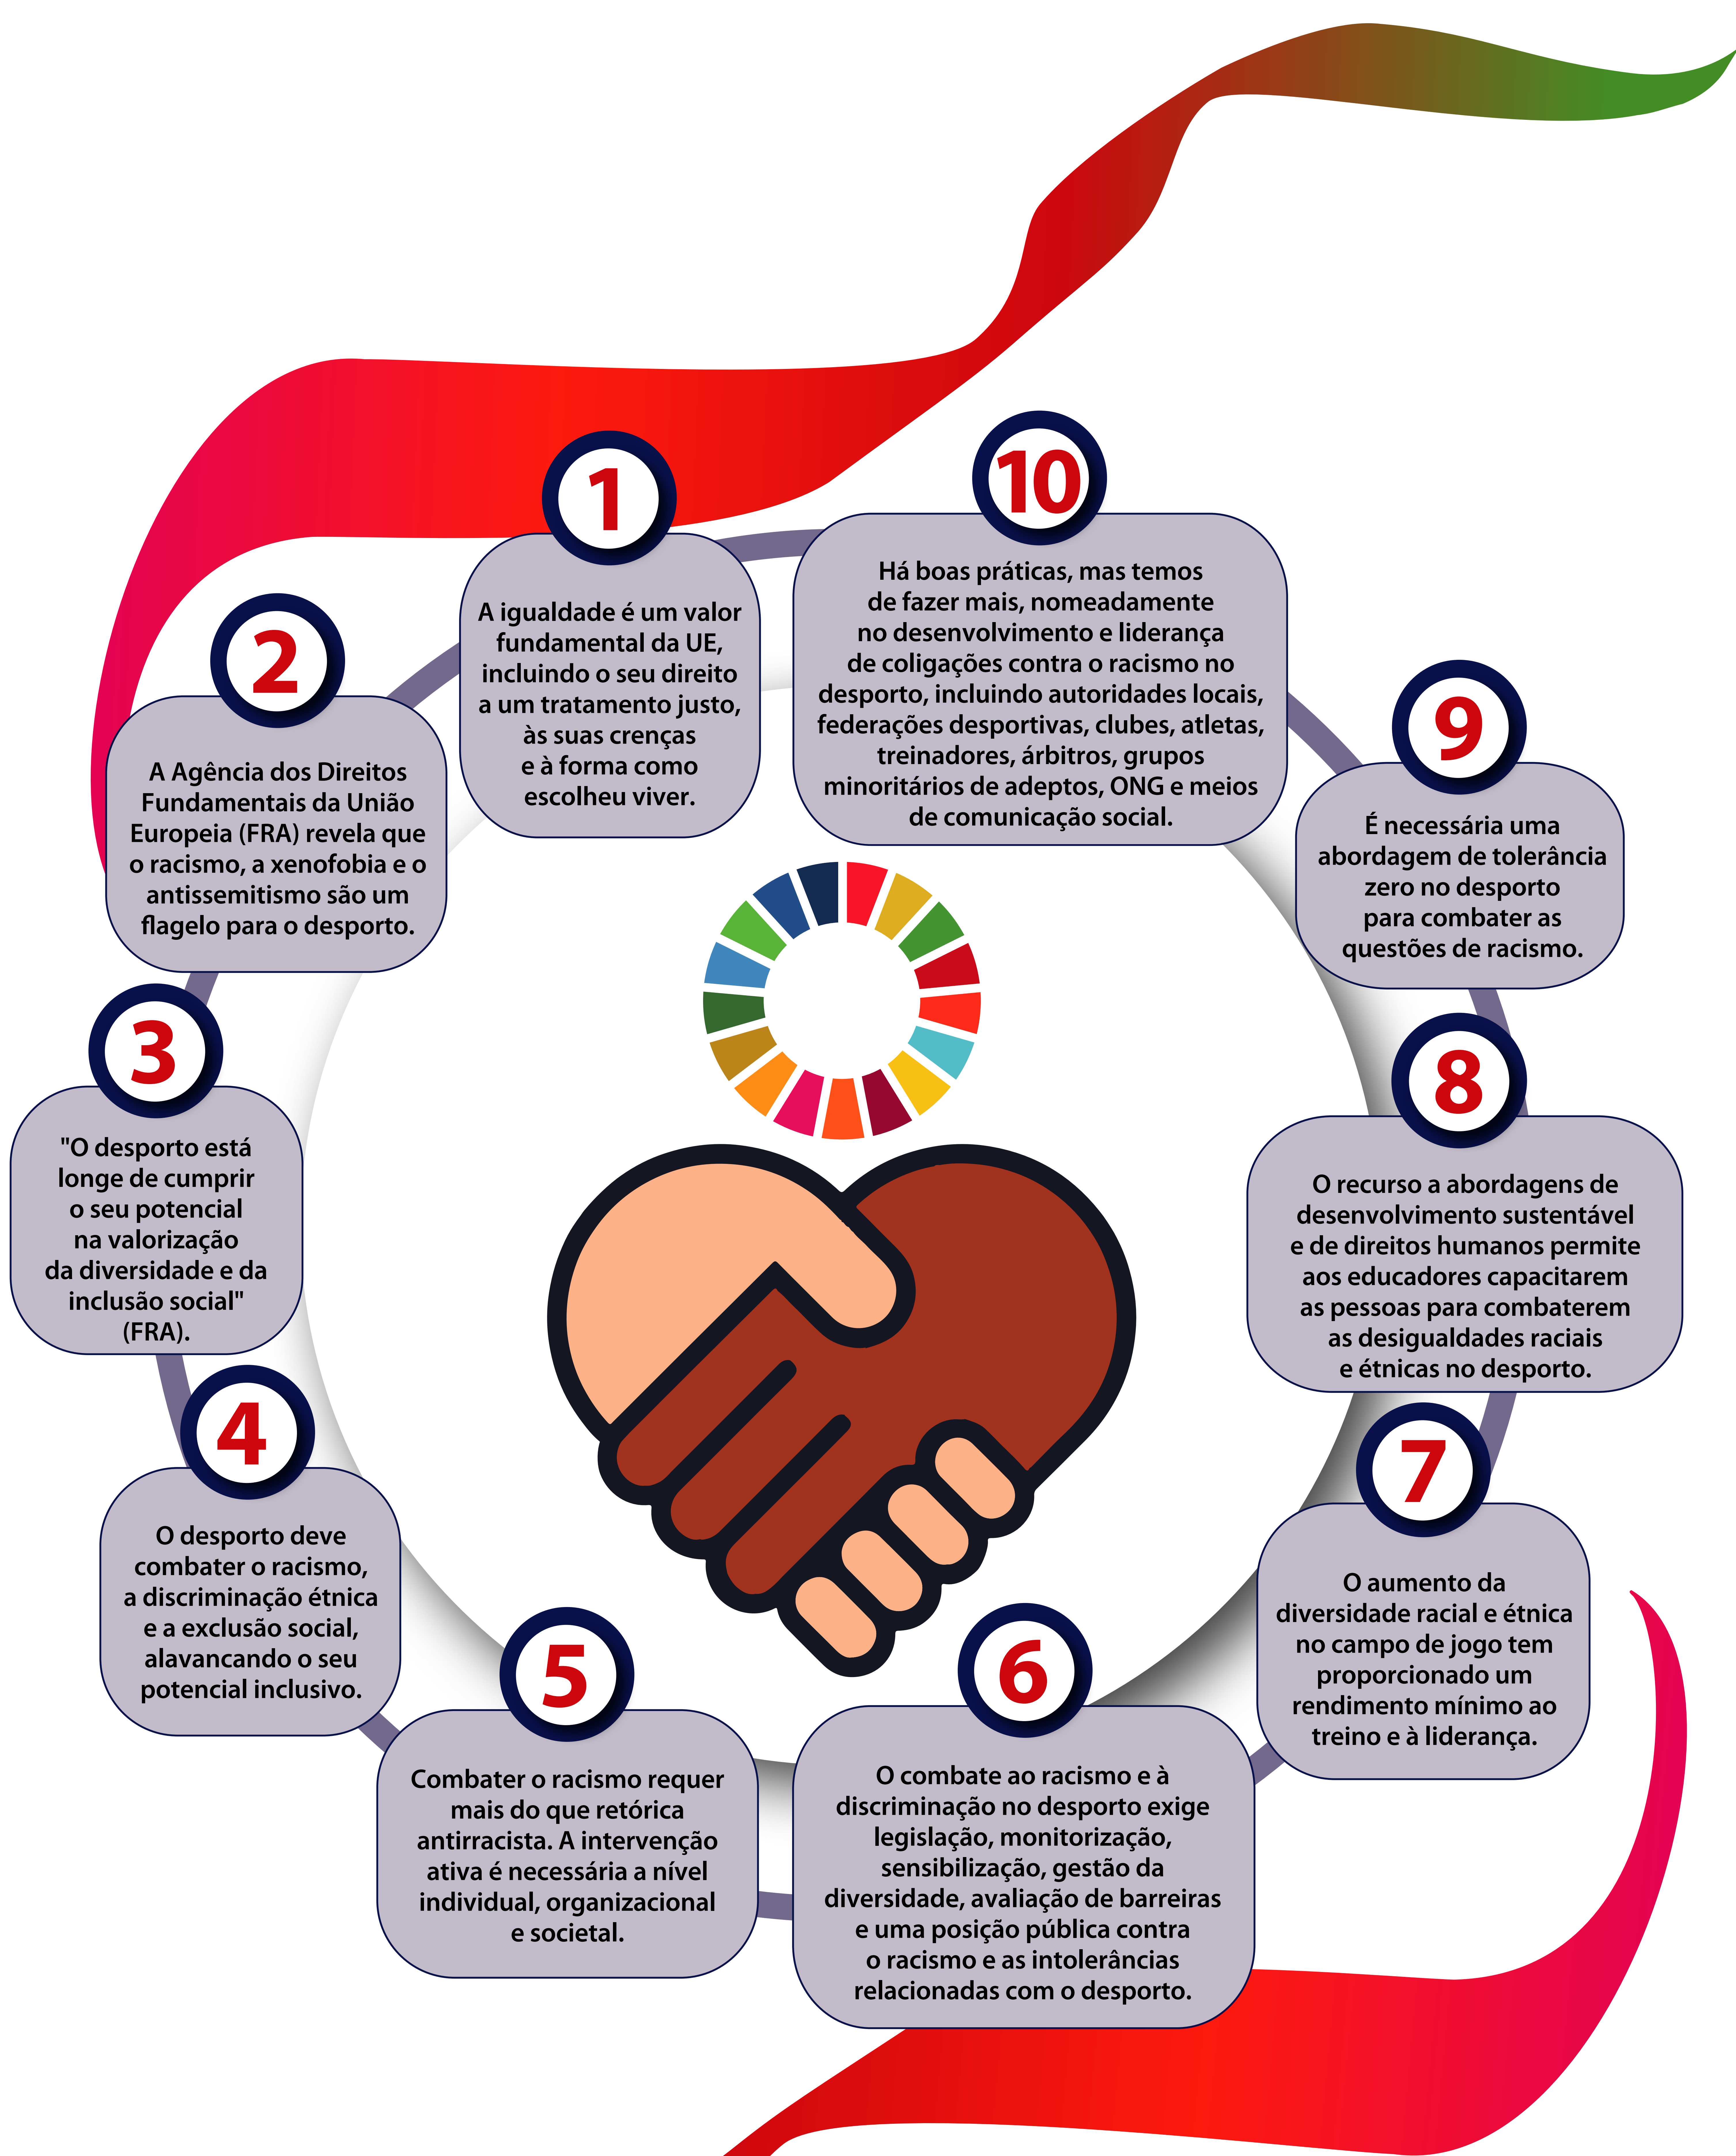 1
A igualdade é um valor
fundamental da UE,
incluindo o seu direito
a um tratamento justo,
às suas crenças
e à forma como
escolheu viver.
2
A Agência dos Direitos
Fundamentais da União
Europeia (FRA) revela que
o racismo, a xenofobia e o
antissemitismo são um
flagelo para o desporto.
3
"O desporto está
longe de cumprir
o seu potencial
na valorização
da diversidade e da
inclusão social"
(FRA).
4
O desporto deve
combater o racismo,
a discriminação étnica
e a exclusão social,
alavancando o seu
potencial inclusivo.
5
Combater o racismo requer
mais do que retórica
antirracista. A intervenção
ativa é necessária a nível
individual, organizacional
e societal.
6
O combate ao racismo e à
discriminação no desporto exige
legislação, monitorização,
sensibilização, gestão da
diversidade, avaliação de barreiras
e uma posição pública contra
o racismo e as intolerâncias
relacionadas com o desporto.
7
O aumento da
diversidade racial e étnica
no campo de jogo tem
proporcionado um
rendimento mínimo ao
treino e à liderança.
8
O recurso a abordagens de
desenvolvimento sustentável
e de direitos humanos permite
aos educadores capacitarem
as pessoas para combaterem
as desigualdades raciais
e étnicas no desporto.
9
É necessária uma
abordagem de tolerância
zero no desporto
para combater as
questões de racismo.
10
Há boas práticas, mas temos
de fazer mais, nomeadamente
no desenvolvimento e liderança
de coligações contra o racismo no
desporto, incluindo autoridades locais,
federações desportivas, clubes, atletas,
treinadores, árbitros, grupos
minoritários de adeptos, ONG e meios
de comunicação social.